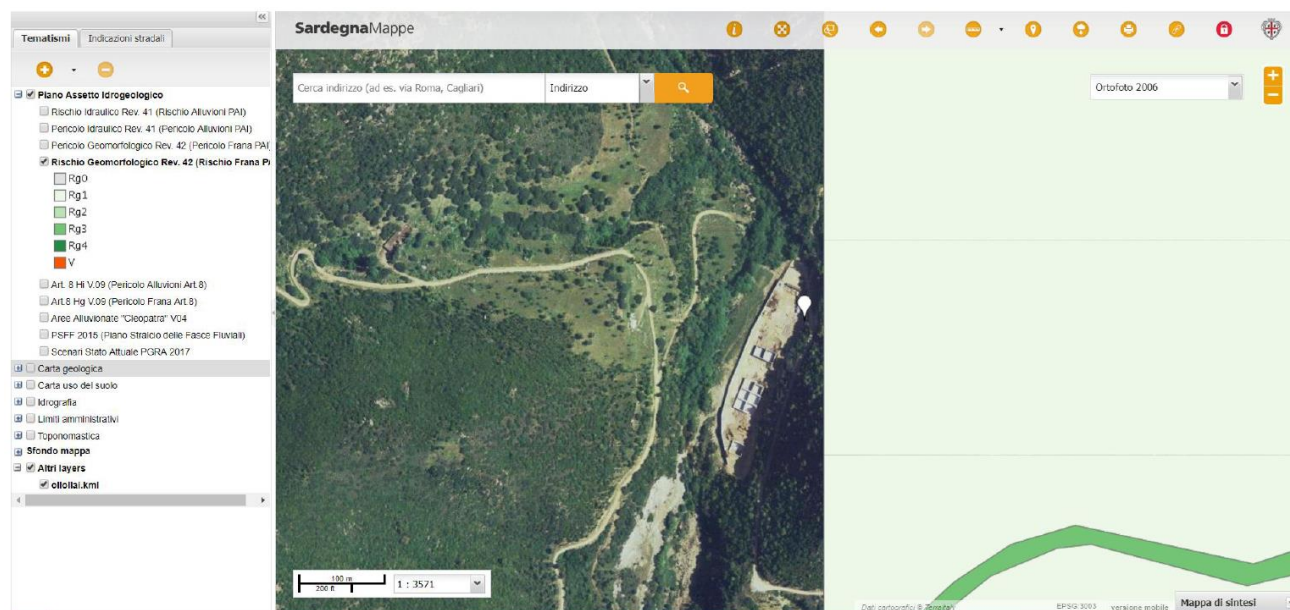 Tematismi
Indicazioni stradali
Piano Assetto Idrogeologico
Rischio Idraulico Rev. 41 (Rischio Alluvioni PAI)
Pericolo Idraulico Rev. 41 (Pericolo Alluvioni PAI)
Pericolo Geomorfologico Rev. 42 (Pericolo Frana PAI)
Rischio Geomorfologico Rev. 42 (Rischio Frana P
Rg0
Rg1
Rg2
Rg3
Rg4
V
Art. 8 Hi V.09 (Pericolo Alluvioni Art.8)
Art.8 Hg V.09 (Pericolo Frana Art.8)
Aree Alluvionate "Cleopatra" V04
PSFF 2015 (Piano Stralcio delle Fasce Fluviali)
Scenari Stato Attuale PGRA 2017
Carta geologica
Carta uso del suolo
Idrografia
Limiti amministrativi
Toponomastica
Sfondo mappa
Altri layers
ollollai.kml
SardegnaMappe
Cerca indirizzo (ad es. via Roma, Cagliari)
Indirizzo
Ortofoto 2006
100 m
200 ft
1 : 3571
Dati cartografici © TerraItaly
EPSG 3003
versione mobile
Mappa di sintesi